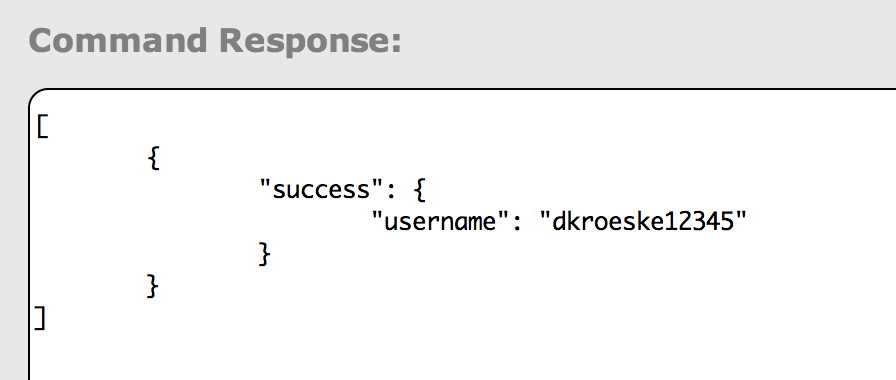 Command Response:
[
{
"success": {
"username": "dkroeske12345"
}
}
]